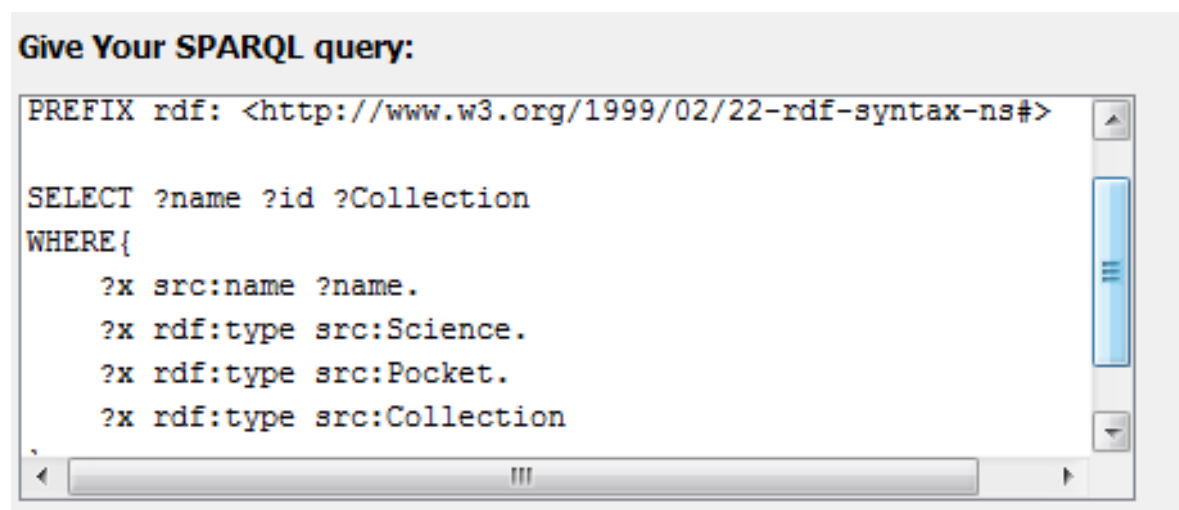 Give Your SPARQL query:
PREFIX rdf: <http://www.w3.org/1999/02/22-rdf-syntax-ns#>
SELECT ?name ?id ?Collection
WHERE{
?x src:name ?name.
?x rdf:type src:Science.
?x rdf:type src:Pocket.
?x rdf:type src:Collection